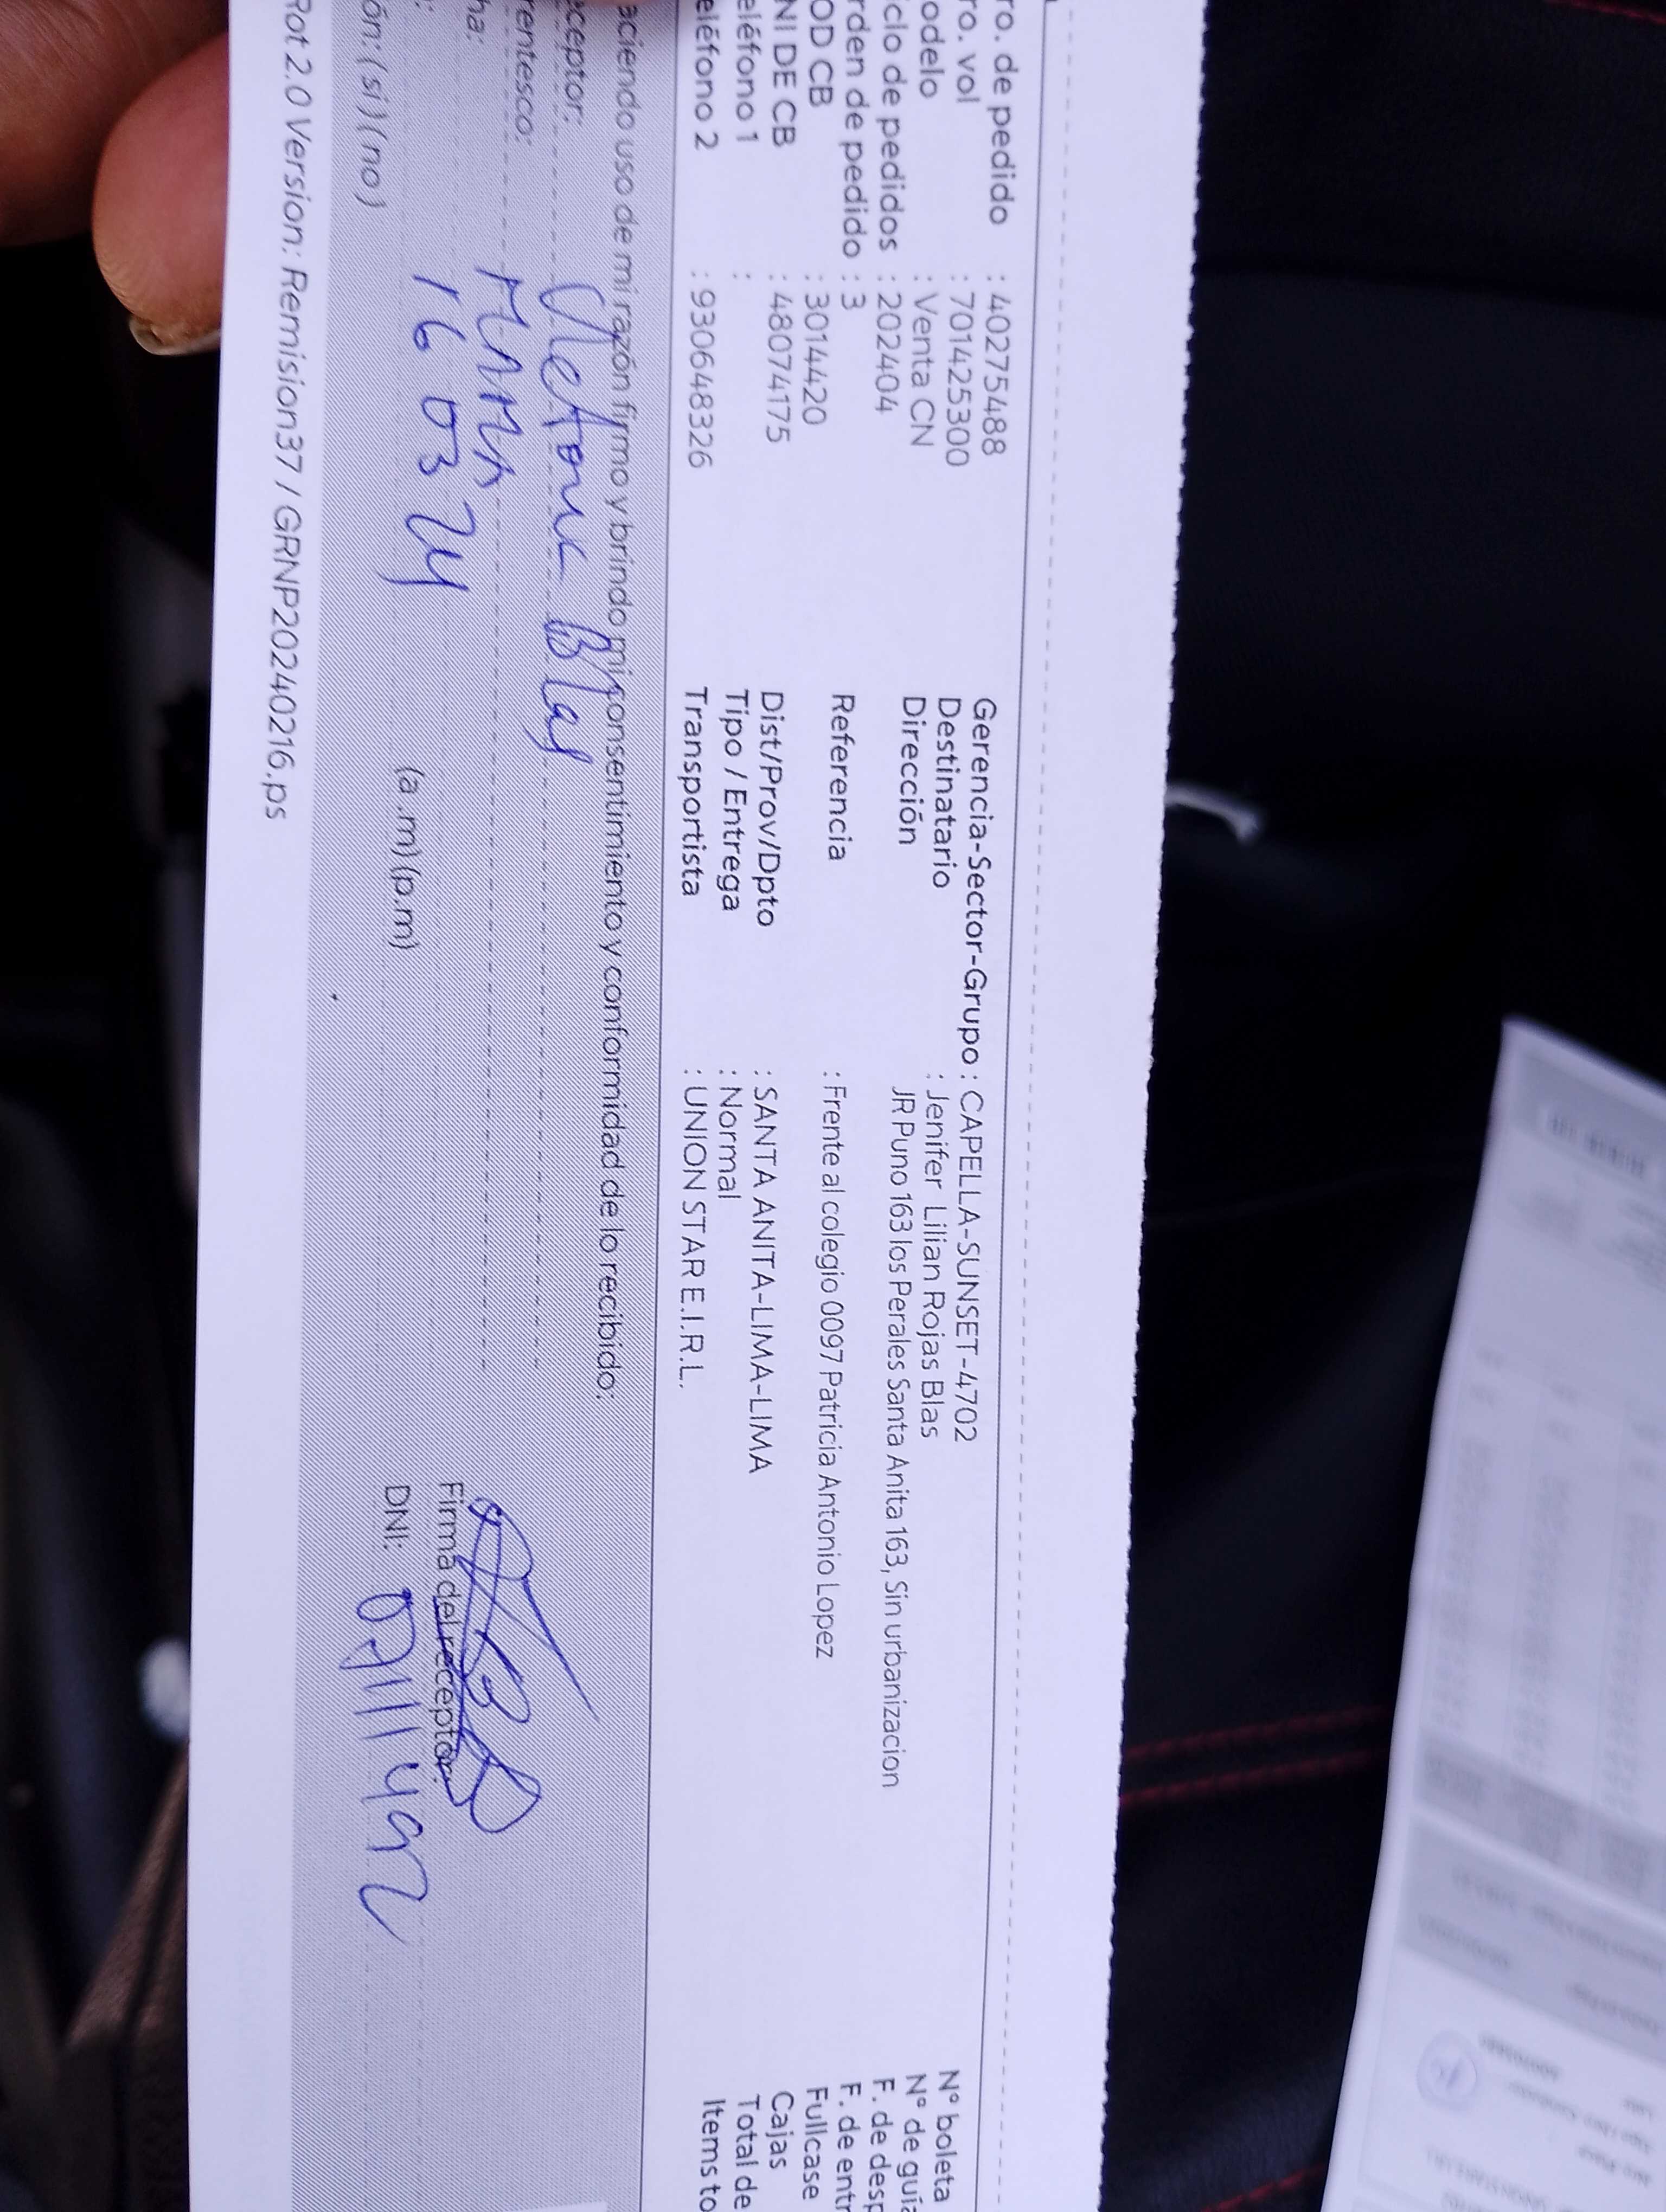 ro. de pedido : 402755488
ro. vol : 701425300
odelo : Venta CN
clo de pedidos : 202404
rden de pedido : 3
OD CB : 3014420
NI DE CB : 48074175
eléfono 1 :
eléfono 2 : 930648326
Gerencia-Sector-Grupo : CAPELLA-SUNSET-4702
Destinatario : Jenifer Lilian Rojas Blas
Dirección JR Puno 163 los Perales Santa Anita 163, Sin urbanizacion
Referencia : Frente al colegio 0097 Patricia Antonio Lopez
Dist/Prov/Dpto : SANTA ANITA-LIMA-LIMA
Tipo / Entrega : Normal
Transportista : UNION STAR E.I.R.L.
N° boleta
N° de guía
F. de desp
F. de entr
Fullcase
Cajas
Total de
Items to
aciendo uso de mi razón firmo y brindo mi consentimiento y conformidad de lo recibido:
ceptor: Blas
rentesco: MAMA
ha: 16 03 24
: (a.m)(p.m)
ón: (si) (no)
Firma del receptor:
DNI:
Rot 2.0 Version: Remision37 / GRNP20240216.ps